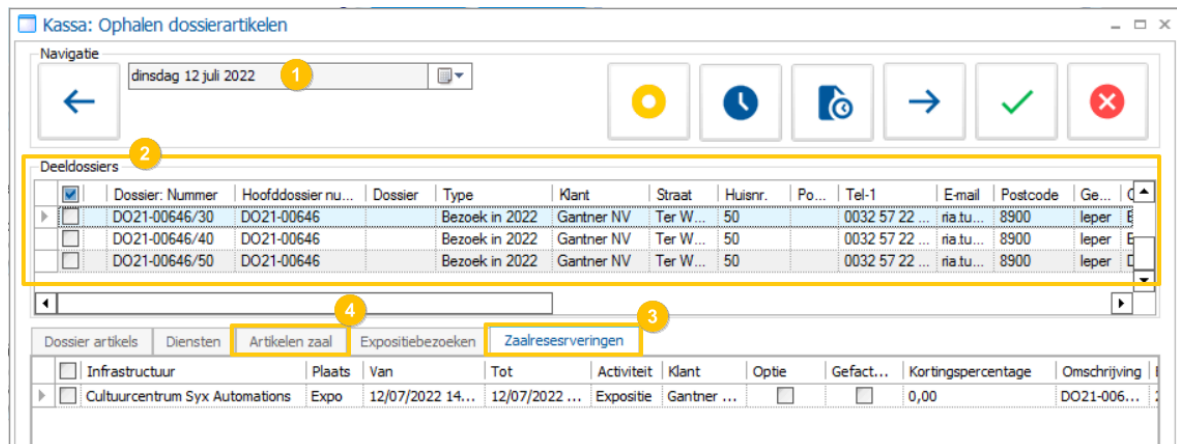 Kassa: Ophalen dossierartikelen
Navigatie
dinsdag 12 juli 2022 1
2
Deeldossiers
Dossier: Nummer Hoofddossier nu... Dossier Type Klant Straat Huisnr. Po... Tel-1 E-mail Postcode Ge...
DO21-00646/30 DO21-00646 Bezoek in 2022 Gantner NV Ter W... 50 0032 57 22 ... ria.tu... 8900 Ieper
DO21-00646/40 DO21-00646 Bezoek in 2022 Gantner NV Ter W... 50 0032 57 22 ... ria.tu... 8900 Ieper
DO21-00646/50 DO21-00646 Bezoek in 2022 Gantner NV Ter W... 50 0032 57 22 ... ria.tu... 8900 Ieper
4 3
Dossier artikels Diensten Artikelen zaal Expositiebezoeken Zaalresesrveringen
Infrastructuur Plaats Van Tot Activiteit Klant Optie Gefact... Kortingspercentage Omschrijving
Cultuurcentrum Syx Automations Expo 12/07/2022 14... 12/07/2022 ... Expositie Gantner ... 0,00 DO21-006...